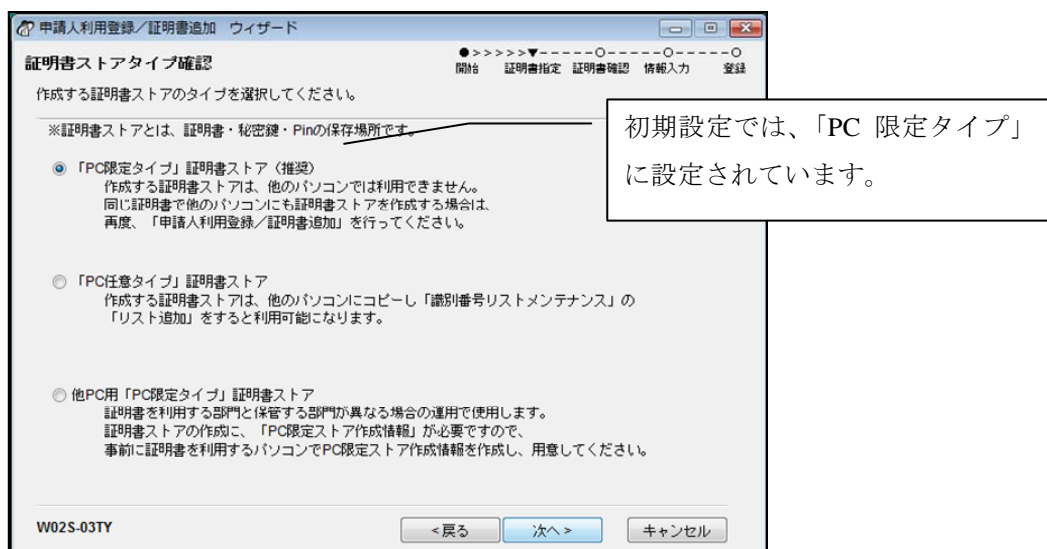 申請人利用登録／証明書追加　ウィザード
証明書ストアタイプ確認
●>>>>>▼-----○-----○-----○
開始　証明書指定　証明書確認　情報入力　登録
作成する証明書ストアのタイプを選択してください。
※証明書ストアとは、証明書・秘密鍵・Pinの保存場所です。
初期設定では、「PC 限定タイプ」
に設定されています。
「PC限定タイプ」証明書ストア（推奨）
作成する証明書ストアは、他のパソコンでは利用できません。
同じ証明書で他のパソコンにも証明書ストアを作成する場合は、
再度、「申請人利用登録／証明書追加」を行ってください。
「PC任意タイプ」証明書ストア
作成する証明書ストアは、他のパソコンにコピーし「識別番号リストメンテナンス」の
「リスト追加」をすると利用可能になります。
他PC用「PC限定タイプ」証明書ストア
証明書を利用する部門と保管する部門が異なる場合の運用で使用します。
証明書ストアの作成に、「PC限定ストア作成情報」が必要ですので、
事前に証明書を利用するパソコンでPC限定ストア作成情報を作成し、用意してください。
W02S-03TY
<戻る　次へ>　キャンセル